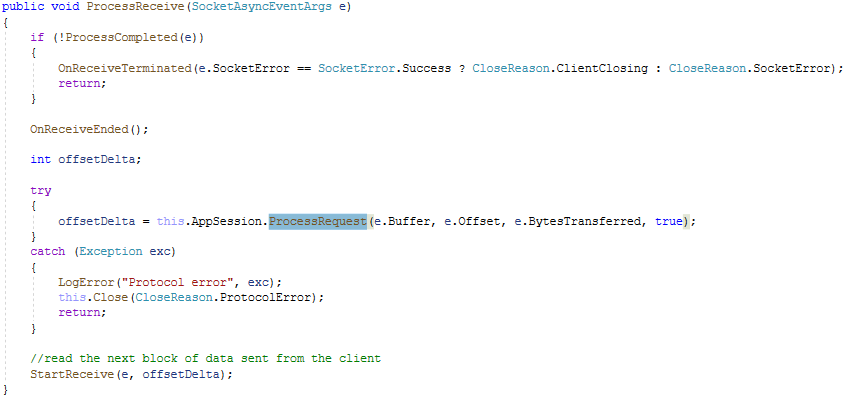 public void ProcessReceive(SocketAsyncEventArgs e)
{
if (!ProcessCompleted(e))
{
OnReceiveTerminated(e.SocketError == SocketError.Success ? CloseReason.ClientClosing : CloseReason.SocketError);
return;
}
OnReceiveEnded();
int offsetDelta;
try
{
offsetDelta = this.AppSession.ProcessRequest(e.Buffer, e.Offset, e.BytesTransferred, true);
}
catch (Exception exc)
{
LogError("Protocol error", exc);
this.Close(CloseReason.ProtocolError);
return;
}
//read the next block of data sent from the client
StartReceive(e, offsetDelta);
}